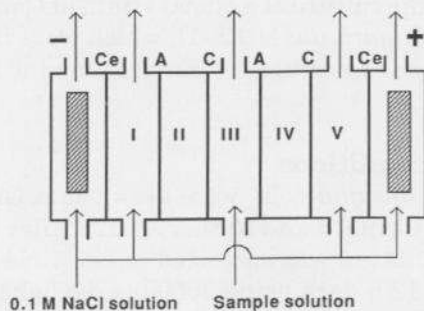 − +
Ce A C A C Ce
I II III IV V
0.1 M NaCl solution Sample solution